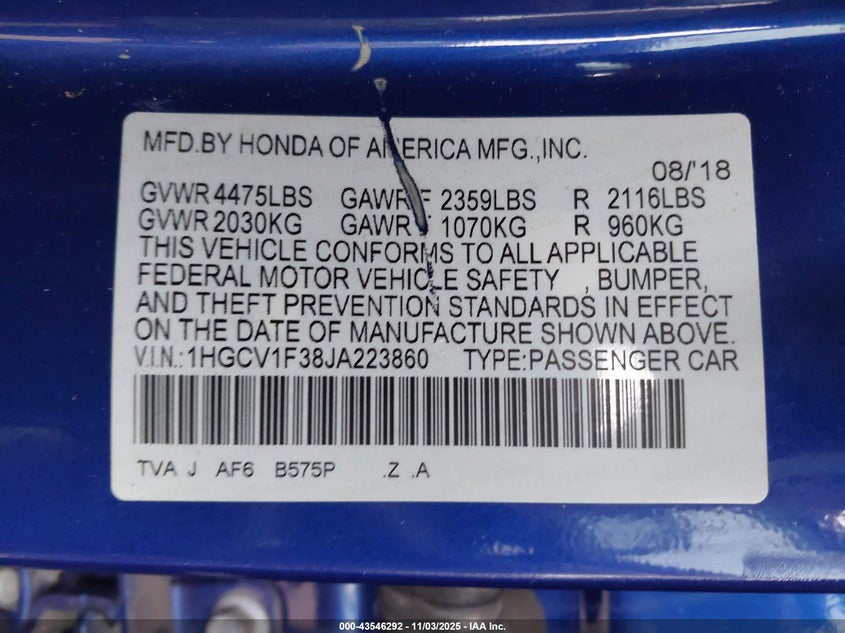 MFD.BY HONDA OF AMERICA MFG.,INC.
08/'18
GVWR 4475LBS GAWR F 2359LBS R 2116LBS
GVWR 2030KG GAWR F 1070KG R 960KG
THIS VEHICLE CONFORMS TO ALL APPLICABLE
FEDERAL MOTOR VEHICLE SAFETY , BUMPER,
AND THEFT PREVENTION STANDARDS IN EFFECT
ON THE DATE OF MANUFACTURE SHOWN ABOVE.
V.I.N.:1HGCV1F38JA223860 TYPE:PASSENGER CAR
TVA J AF6 B575P .Z .A
000-43546292 - 11/03/2025 - IAA Inc.